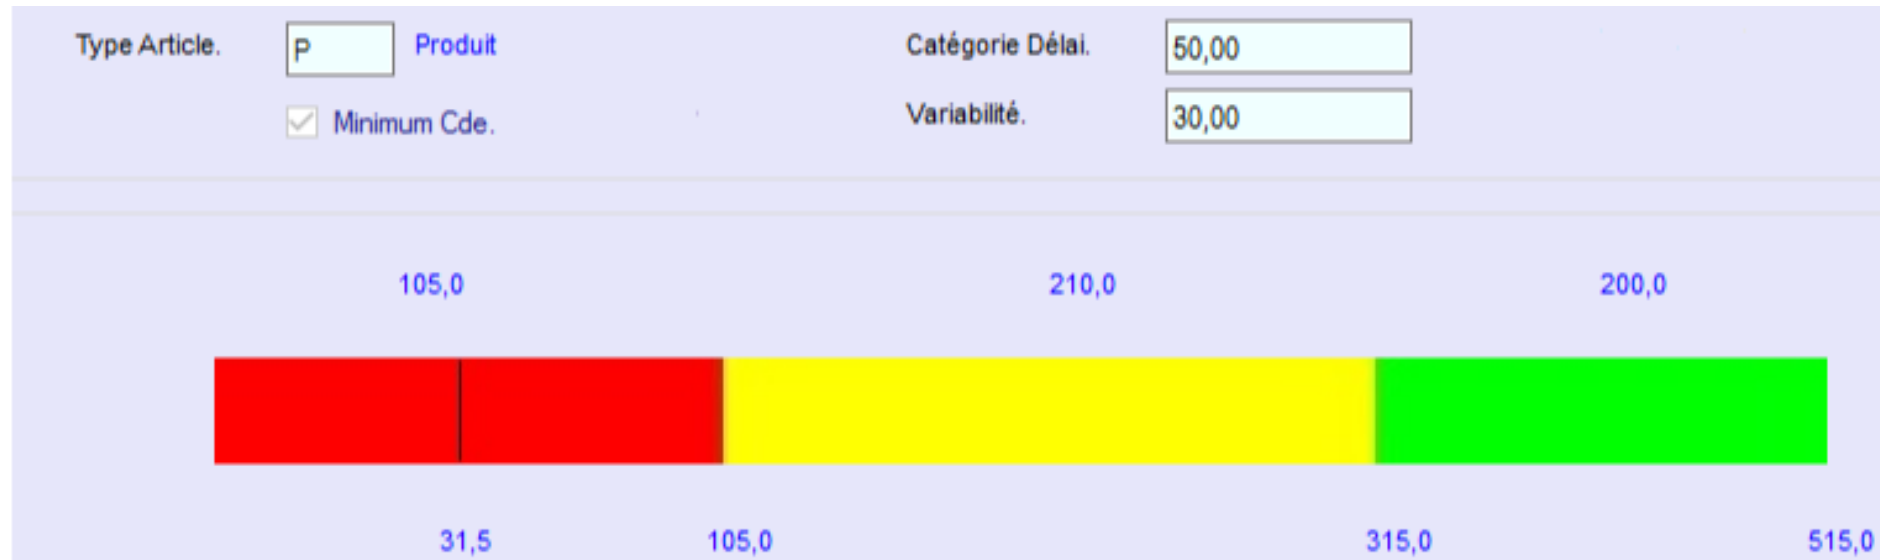 Type Article. P Produit Catégorie Délai. 50,00
Minimum Cde. Variabilité. 30,00
105,0 210,0 200,0
31,5 105,0 315,0 515,0